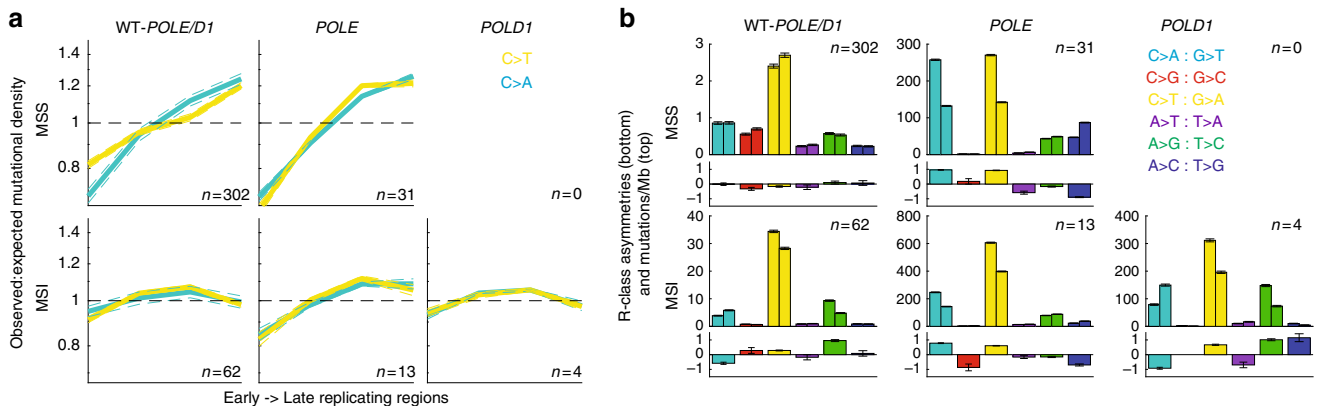 a
WT-POLE/D1
POLE
POLD1
Observed:expected mutational density
MSS
1.4
1.2
1
0.8
n=302
n=31
C>T
C>A
n=0
MSI
1.4
1.2
1
0.8
n=62
n=13
n=4
Early -> Late replicating regions
b
WT-POLE/D1
POLE
POLD1
R-class asymmetries (bottom)
and mutations/Mb (top)
MSS
3
2
1
0
1
0
−1
n=302
300
200
100
0
1
0
−1
n=31
C>A : G>T
C>G : G>C
C>T : G>A
A>T : T>A
A>G : T>C
A>C : T>G
n=0
MSI
40
30
20
10
0
1
0
−1
n=62
800
600
400
200
0
1
0
−1
n=13
400
300
200
100
0
1
0
−1
n=4